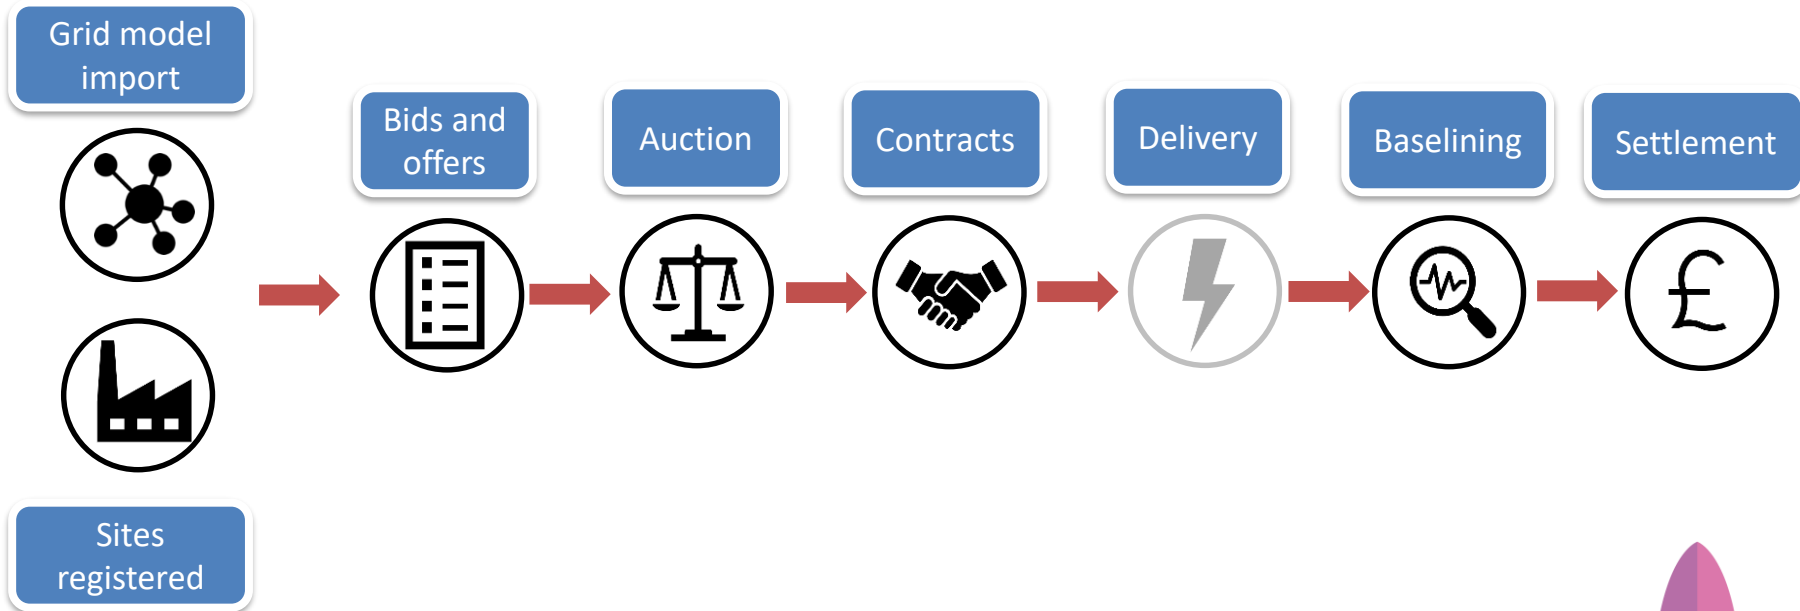 Grid model
import
Bids and
offers
Auction
Contracts
Delivery
Baselining
Settlement
£
Sites
registered